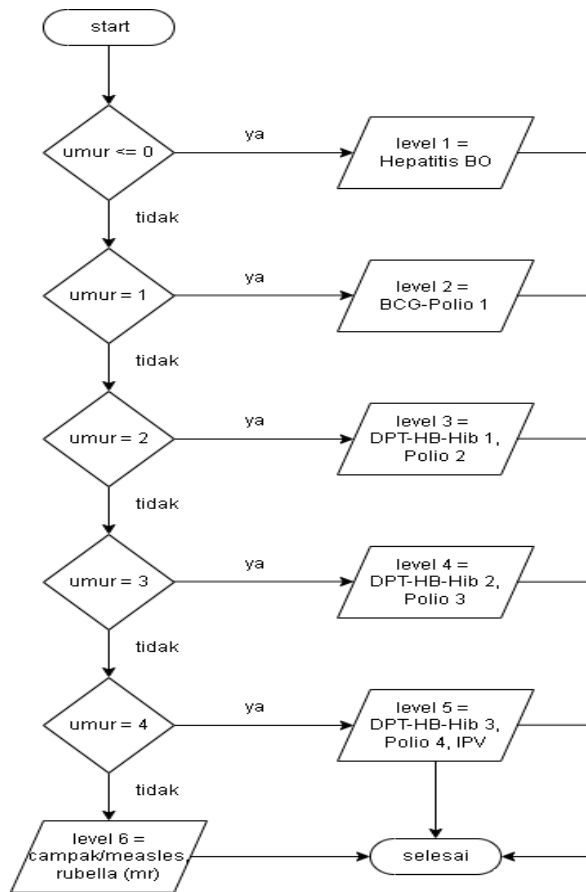 start
umur <= 0
ya
level 1 =
Hepatitis BO
tidak
umur = 1
ya
level 2 =
BCG-Polio 1
tidak
umur = 2
ya
level 3 =
DPT-HB-Hib 1,
Polio 2
tidak
umur = 3
ya
level 4 =
DPT-HB-Hib 2,
Polio 3
tidak
umur = 4
ya
level 5 =
DPT-HB-Hib 3,
Polio 4, IPV
tidak
level 6 =
campak/measles,
rubella (mr)
selesai